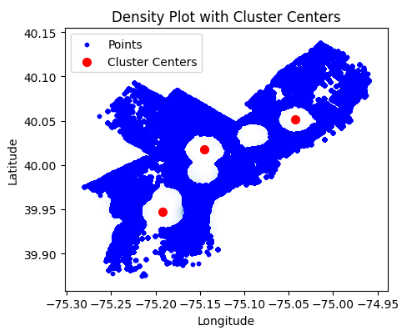 Density Plot with Cluster Centers
Points
Cluster Centers
40.15
40.10
40.05
40.00
39.95
39.90
Latitude
−75.30 −75.25 −75.20 −75.15 −75.10 −75.05 −75.00 −74.95
Longitude